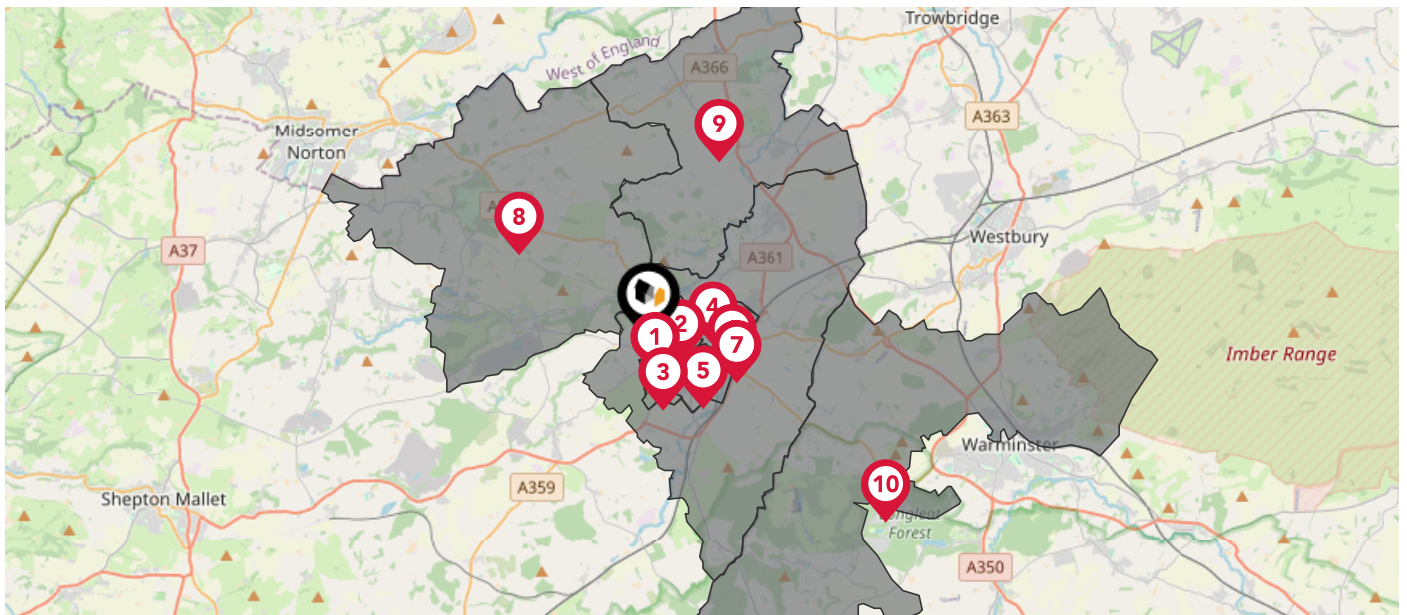 Trowbridge
West of England
A366
A363
9
Midsomer
Norton
8
A37
Westbury
A361
4
2
1
7
3
5
Imber Range
Warminster
10
A359
Shepton Mallet
Forest
A350